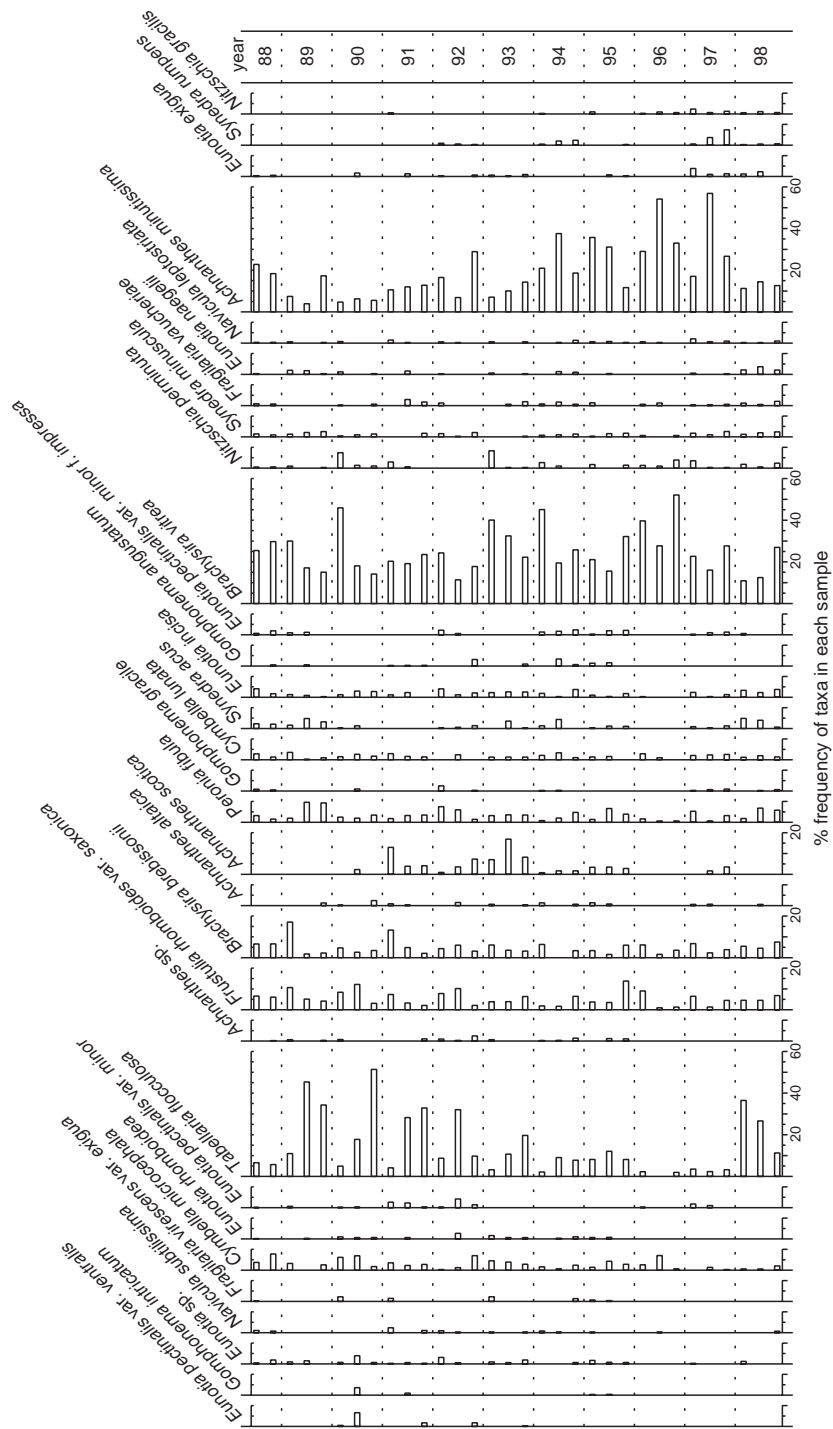 year
88
89
90
91
92
93
94
95
96
97
98
Nitzschia gracilis
Synedra rumpens
Eunotia exigua
Achnanthes minutissima
20
40
60
Navicula leptostriata
Eunotia naegelii
Fragilaria vaucheriae
Synedra minuscula
Nitzschia perminuta
Brachysira vitrea
20
40
60
Eunotia pectinalis var. minor f. impressa
Gomphonema angustatum
Eunotia incisa
Synedra acus
Cymbella lunata
Gomphonema gracile
Peronia fibula
Achnanthes scotica
20
Achnanthes altaica
Brachysira brebissonii
20
Frustulia rhomboides var. saxonica
20
Achnanthes sp.
Tabellaria flocculosa
20
40
60
Eunotia pectinalis var. minor
Eunotia rhomboidea
Cymbella microcephala
Fragilaria virescens var. exigua
Navicula subtilissima
Eunotia sp.
Gomphonema intricatum
Eunotia pectinalis var. ventralis
% frequency of taxa in each sample